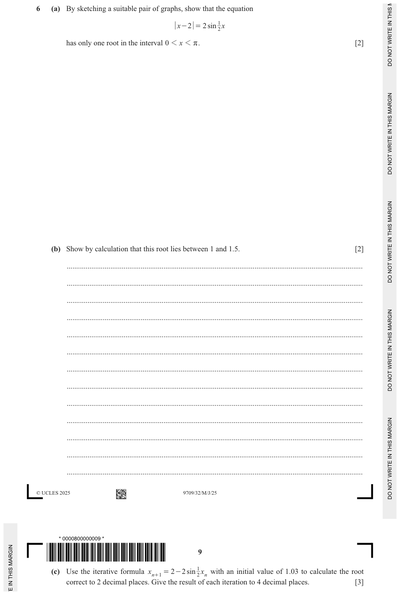 6 (a) By sketching a suitable pair of graphs, show that the equation
|x − 2| = 2 sin ½x
has only one root in the interval 0 < x < π. [2]
(b) Show by calculation that this root lies between 1 and 1.5. [2]
© UCLES 2025 9709/32/M/J/25
DO NOT WRITE IN THIS MARGIN
DO NOT WRITE IN THIS MARGIN
DO NOT WRITE IN THIS MARGIN
DO NOT WRITE IN THIS MARGIN
DO NOT WRITE IN THIS MARGIN
* 0000800000009 *
9
(c) Use the iterative formula xₙ₊₁ = 2 − 2 sin ½xₙ with an initial value of 1.03 to calculate the root
correct to 2 decimal places. Give the result of each iteration to 4 decimal places. [3]
E IN THIS MARGIN